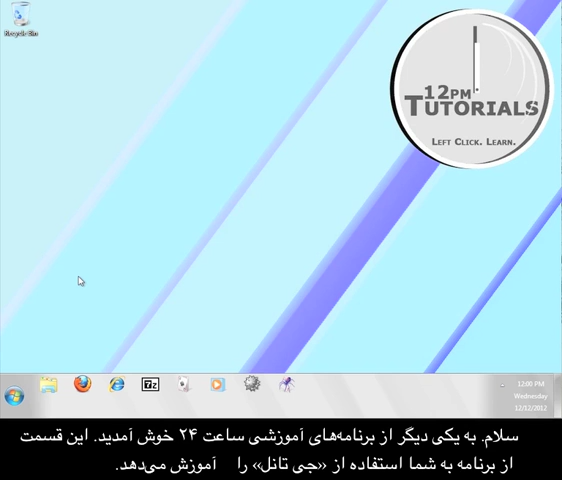 Recycle Bin
12PM
TUTORIALS
LEFT CLICK. LEARN.
7z
12:00 PM
Wednesday
12/12/2012
سلام. به یکی دیگر از برنامه‌های آموزشی ساعت ۲۴ خوش آمدید. این قسمت
از برنامه به شما استفاده از «جی تانل» را آموزش می‌دهد.